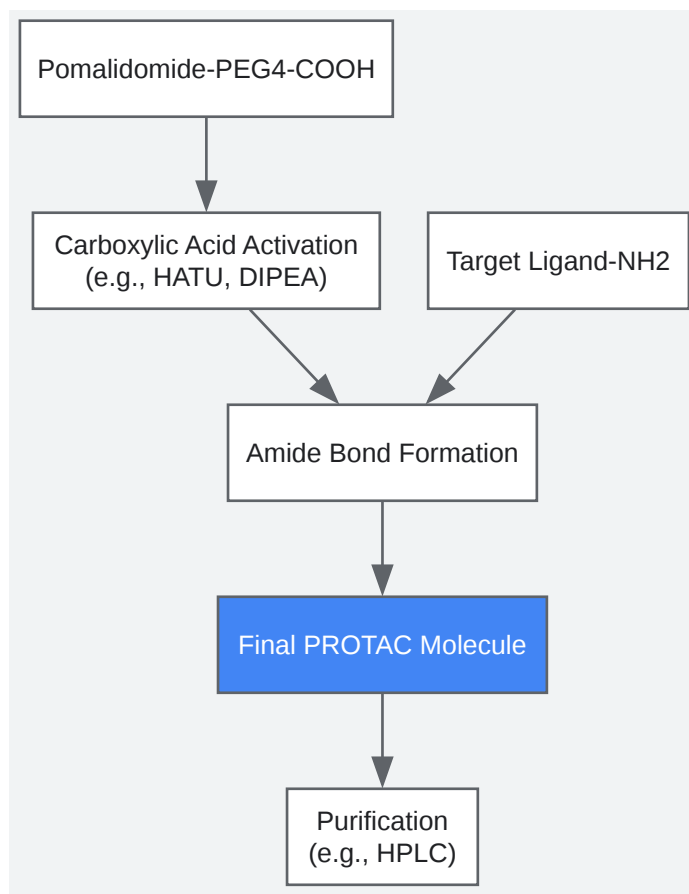 Pomalidomide-PEG4-COOH
Carboxylic Acid Activation
(e.g., HATU, DIPEA)
Target Ligand-NH2
Amide Bond Formation
Final PROTAC Molecule
Purification
(e.g., HPLC)